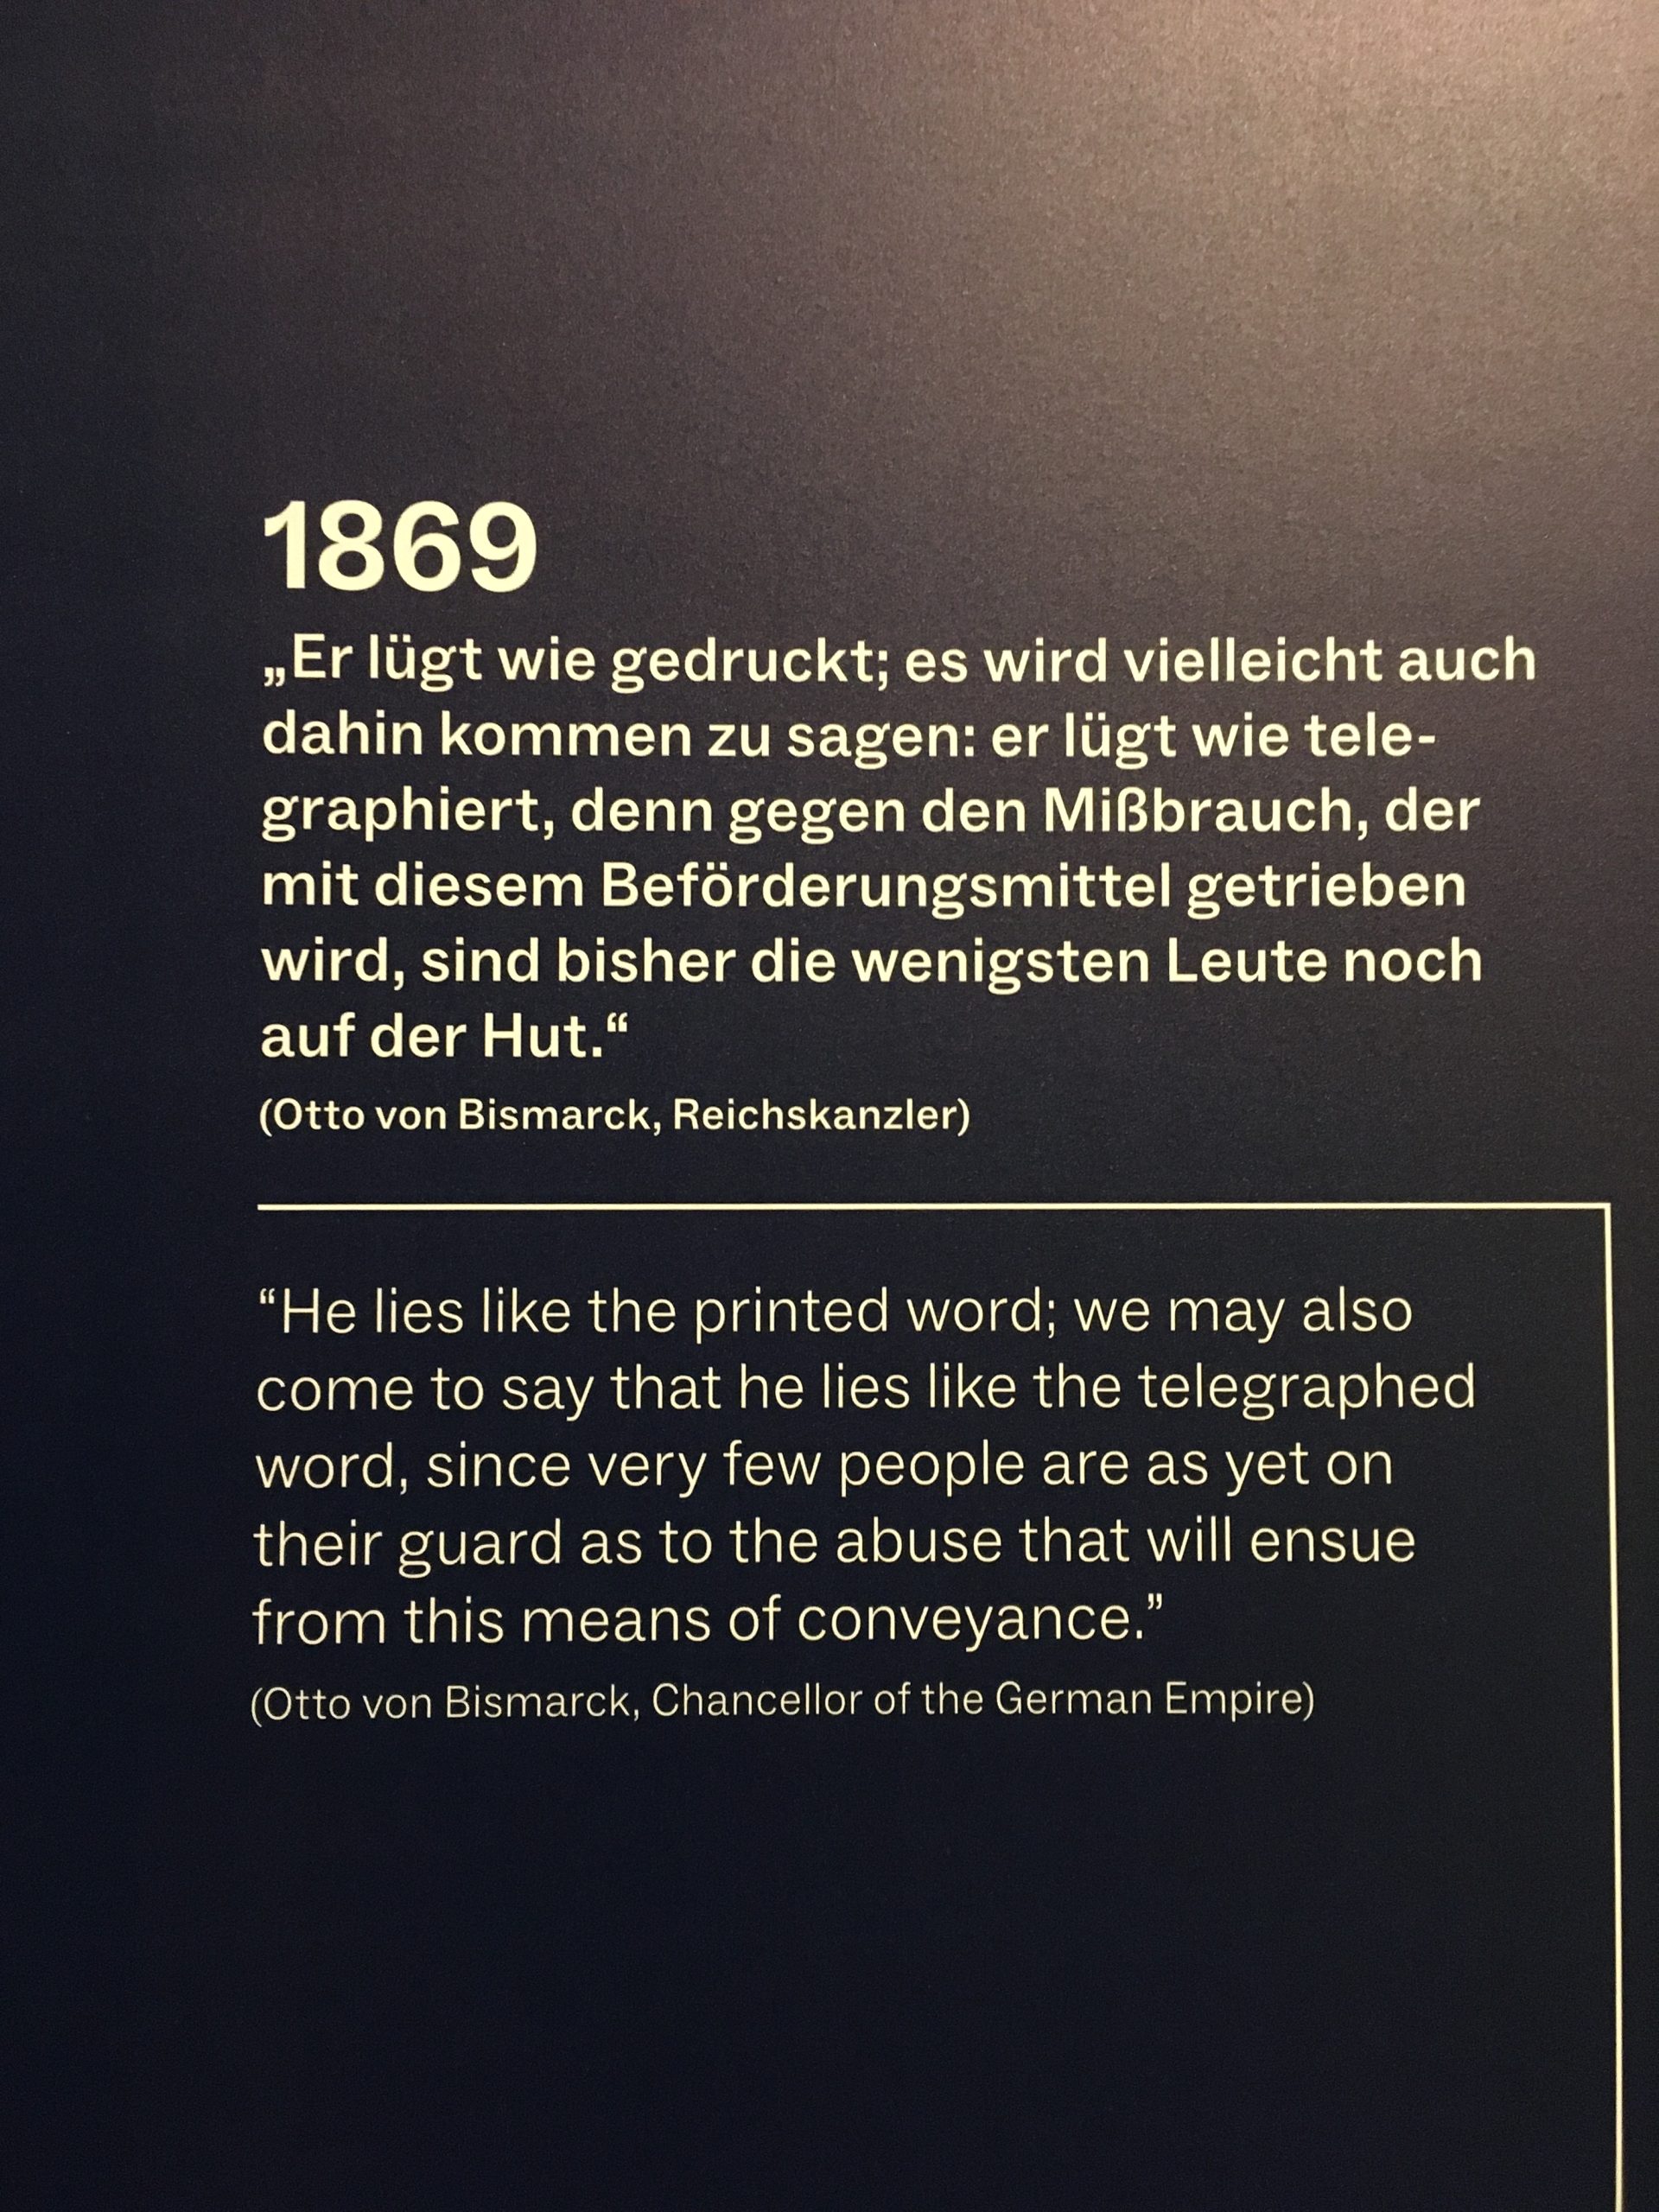 1869
„Er lügt wie gedruckt; es wird vielleicht auch
dahin kommen zu sagen: er lügt wie tele-
graphiert, denn gegen den Mißbrauch, der
mit diesem Beförderungsmittel getrieben
wird, sind bisher die wenigsten Leute noch
auf der Hut.“
(Otto von Bismarck, Reichskanzler)
“He lies like the printed word; we may also
come to say that he lies like the telegraphed
word, since very few people are as yet on
their guard as to the abuse that will ensue
from this means of conveyance.”
(Otto von Bismarck, Chancellor of the German Empire)